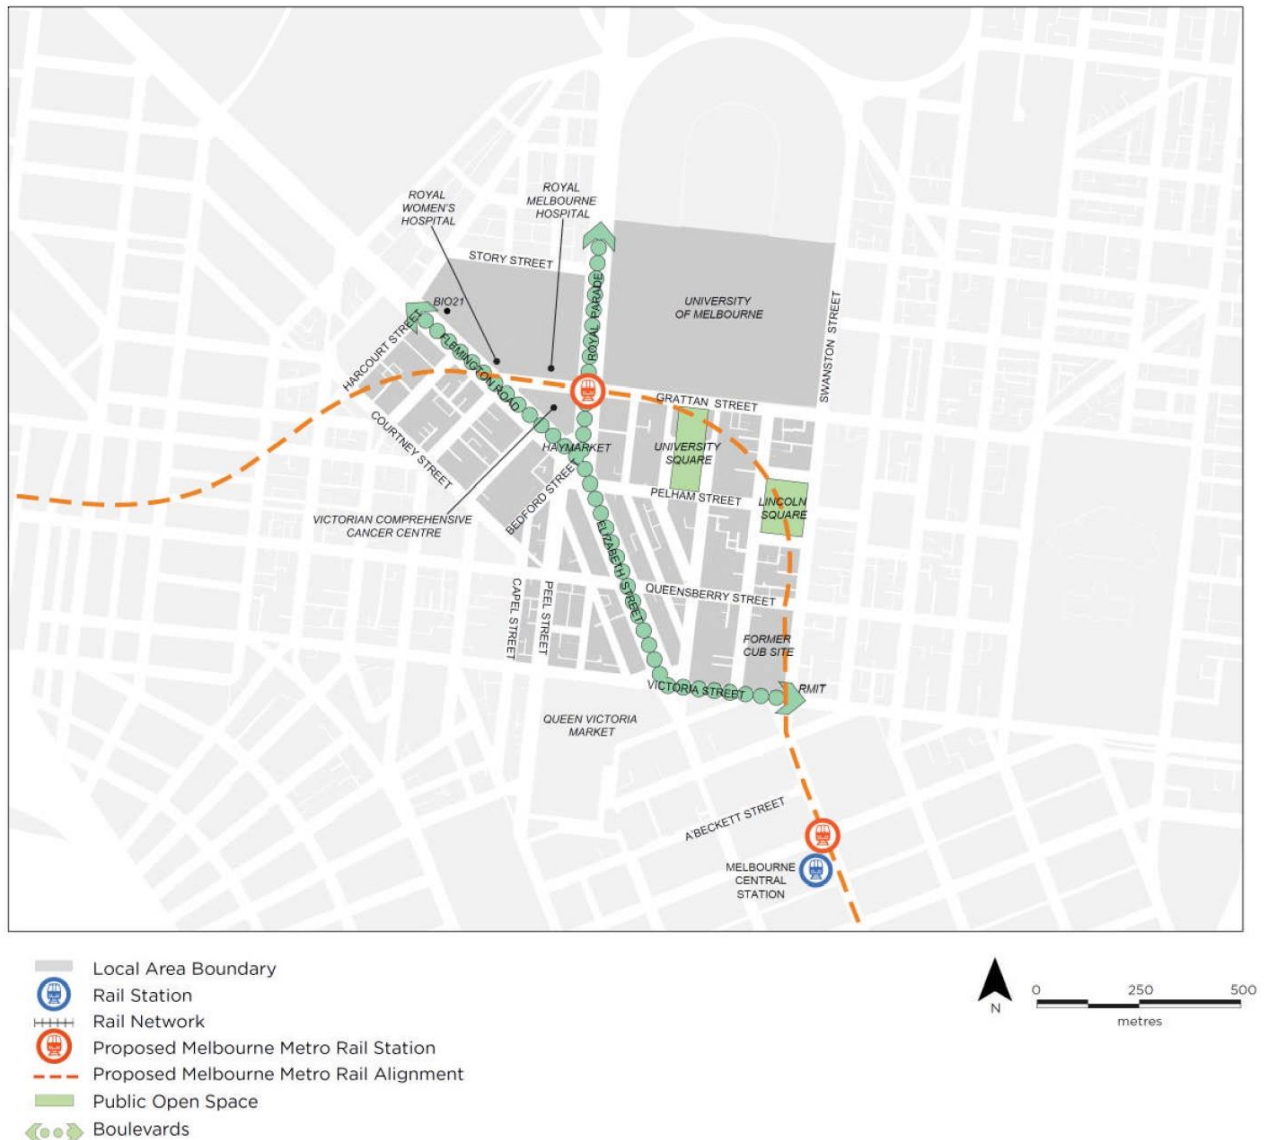 ROYAL
WOMEN'S
HOSPITAL
ROYAL
MELBOURNE
HOSPITAL
STORY STREET
BIO21
UNIVERSITY
OF MELBOURNE
ROYAL PARADE
SWANSTON STREET
HARCOURT STREET
FLEMINGTON ROAD
GRATTAN STREET
COURTNEY STREET
HAYMARKET
UNIVERSITY
SQUARE
BEDFORD STREET
PELHAM STREET
LINCOLN
SQUARE
VICTORIAN COMPREHENSIVE
CANCER CENTRE
ELIZABETH STREET
CAPEL STREET
PEEL STREET
QUEENSBERRY STREET
FORMER
CUB SITE
VICTORIA STREET
RMIT
QUEEN VICTORIA
MARKET
A'BECKETT STREET
MELBOURNE
CENTRAL
STATION
Local Area Boundary
Rail Station
Rail Network
Proposed Melbourne Metro Rail Station
Proposed Melbourne Metro Rail Alignment
Public Open Space
Boulevards
N
0 250 500
metres